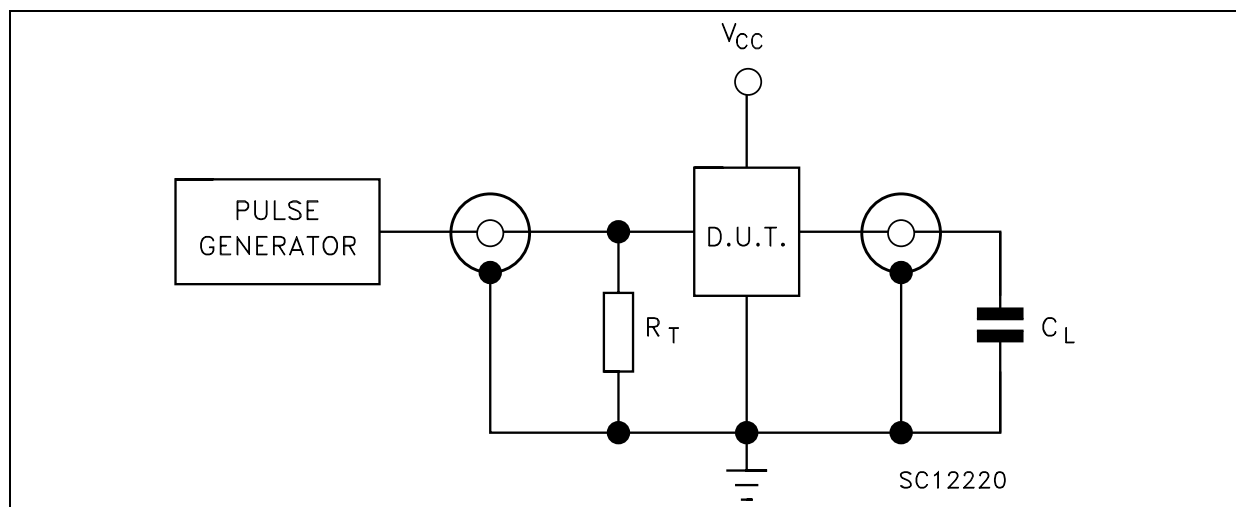 VCC
PULSE
GENERATOR
D.U.T.
RT
CL
SC12220